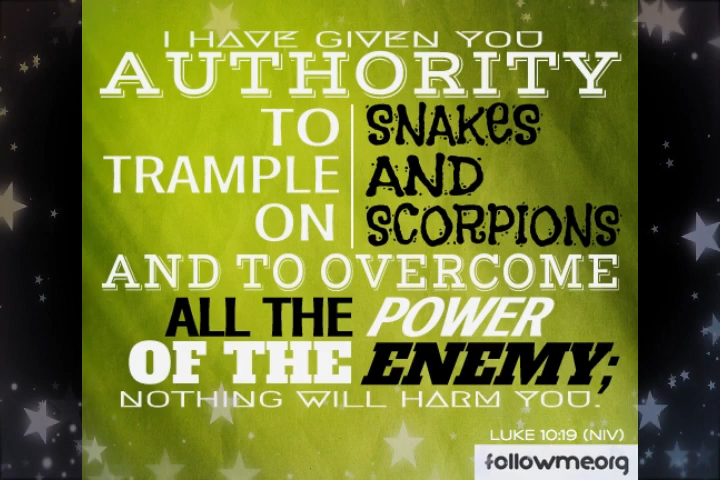 I HAVE GIVEN YOU
AUTHORITY
TO
TRAMPLE
ON
SNAKES
AND
SCORPIONS
AND TO OVERCOME
ALL THE POWER
OF THE ENEMY;
NOTHING WILL HARM YOU.
LUKE 10:19 (NIV)
followme.org